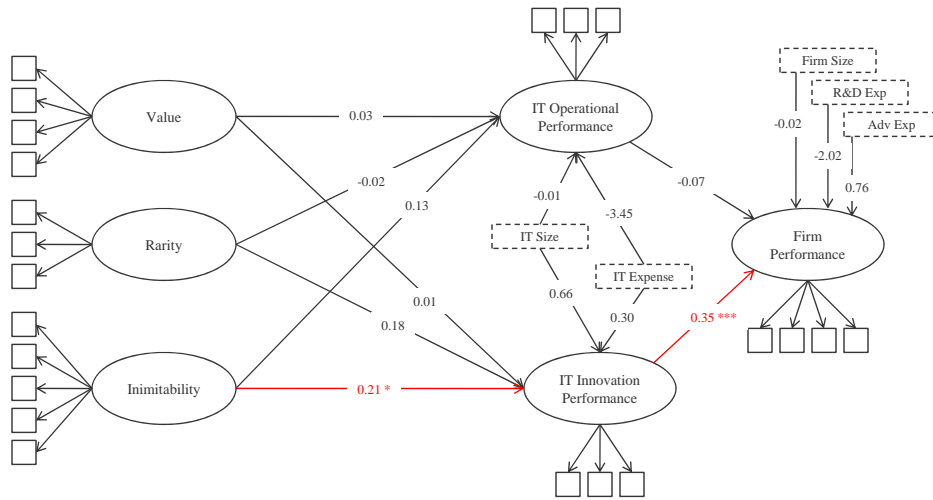 Firm Size
R&D Exp
Adv Exp
Value
0.03
IT Operational
Performance
-0.02
-2.02
0.76
-0.02
0.13
-0.01
-3.45
-0.07
Rarity
IT Size
IT Expense
Firm
Performance
0.01
0.66
0.18
0.30
0.35 ***
Inimitability
0.21 *
IT Innovation
Performance